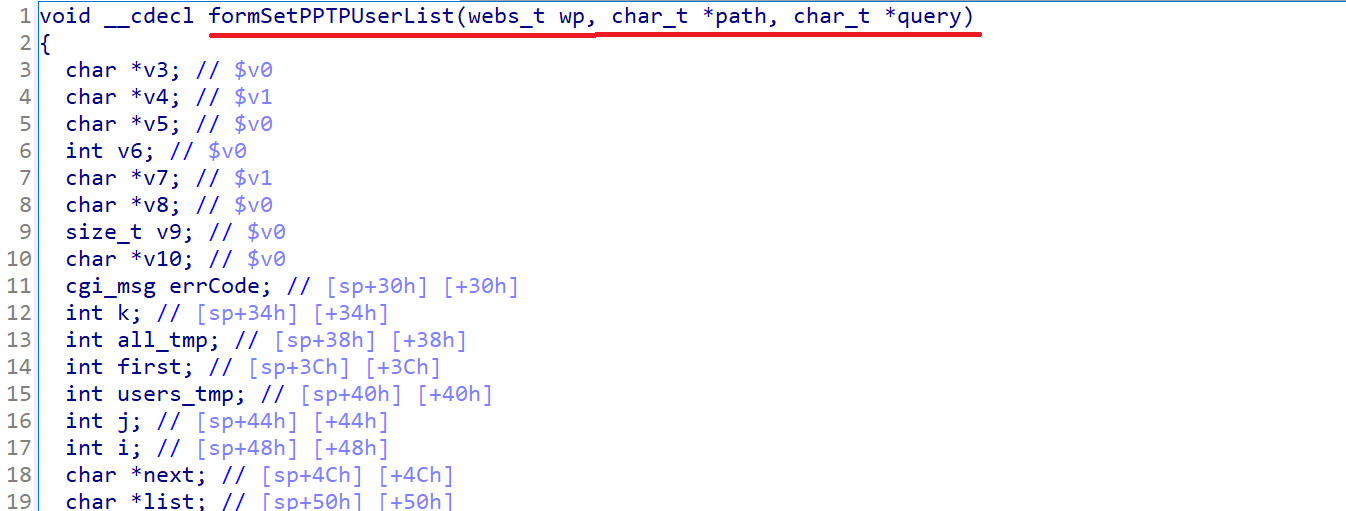 1 void __cdecl formSetPPTPUserList(webs_t wp, char_t *path, char_t *query)
2 {
3 char *v3; // $v0
4 char *v4; // $v1
5 char *v5; // $v0
6 int v6; // $v0
7 char *v7; // $v1
8 char *v8; // $v0
9 size_t v9; // $v0
10 char *v10; // $v0
11 cgi_msg errCode; // [sp+30h] [+30h]
12 int k; // [sp+34h] [+34h]
13 int all_tmp; // [sp+38h] [+38h]
14 int first; // [sp+3Ch] [+3Ch]
15 int users_tmp; // [sp+40h] [+40h]
16 int j; // [sp+44h] [+44h]
17 int i; // [sp+48h] [+48h]
18 char *next; // [sp+4Ch] [+4Ch]
19 char *list; // [sp+50h] [+50h]